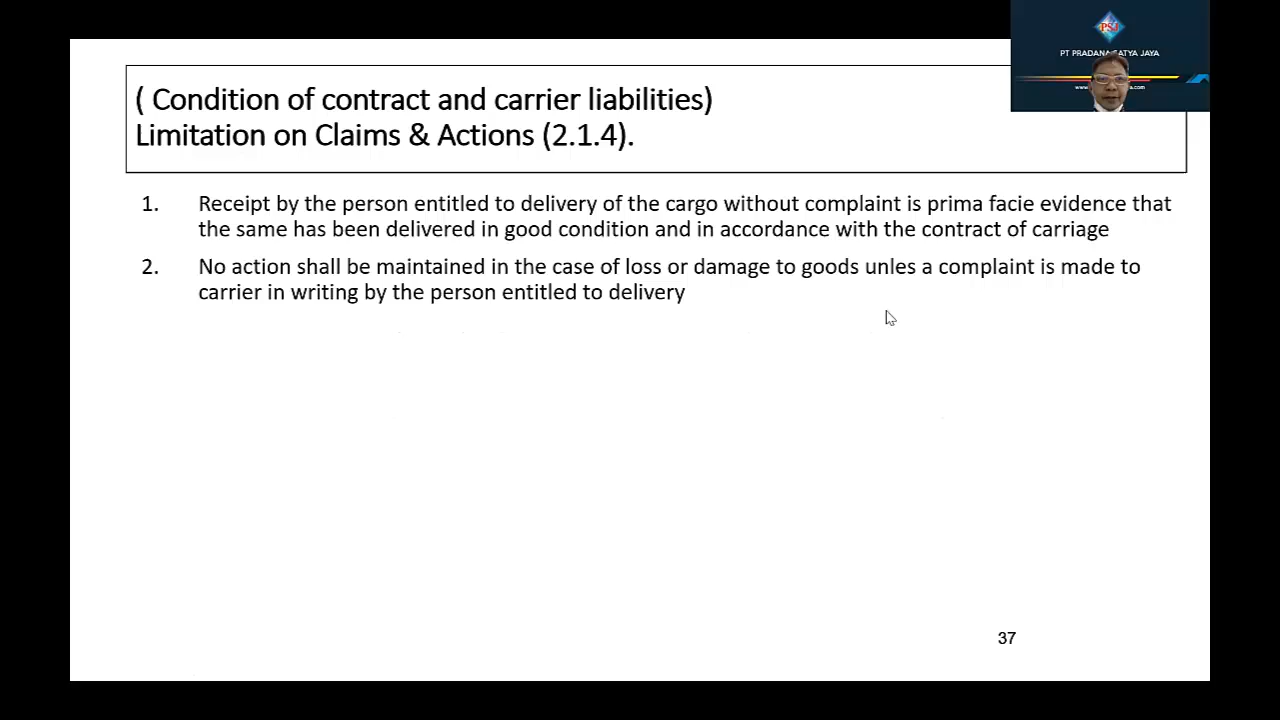 PSJ
PT PRADANA SATYA JAYA
( Condition of contract and carrier liabilities)
Limitation on Claims & Actions (2.1.4).
1. Receipt by the person entitled to delivery of the cargo without complaint is prima facie evidence that
the same has been delivered in good condition and in accordance with the contract of carriage
2. No action shall be maintained in the case of loss or damage to goods unles a complaint is made to
carrier in writing by the person entitled to delivery
37